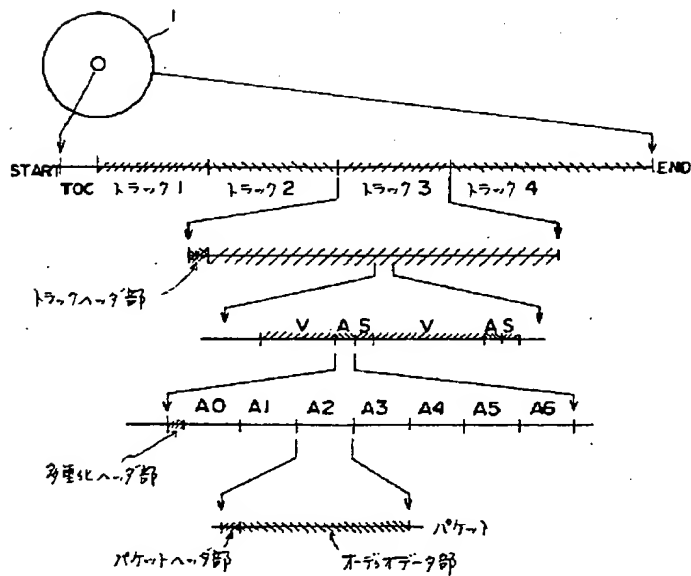 1
START
TOC トラック1 トラック2 トラック3 トラック4
END
トラックヘッダ部
V A S V A S
A0 A1 A2 A3 A4 A5 A6
多重化ヘッダ部
パケット
パケットヘッダ部
オーディオデータ部